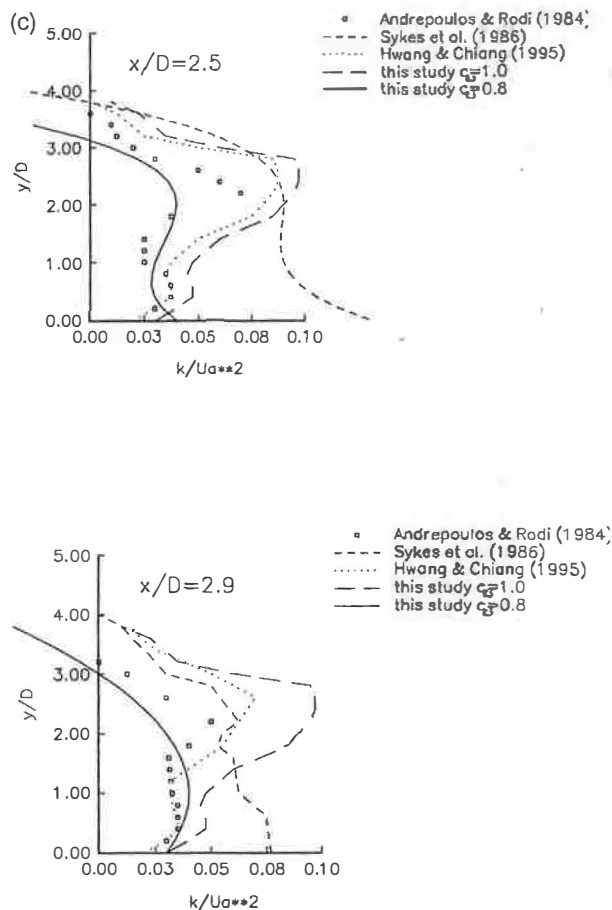 (c)
Andrepoulos & Rodi (1984)
Sykes et al. (1986)
Hwang & Chiang (1995)
this study cε3=1.0
this study cε3=0.8
x/D=2.5
y/D
5.00
4.00
3.00
2.00
1.00
0.00
0.00 0.03 0.05 0.08 0.10
k/Ua**2
Andrepoulos & Rodi (1984)
Sykes et al. (1986)
Hwang & Chiang (1995)
this study cε3=1.0
this study cε3=0.8
x/D=2.9
y/D
5.00
4.00
3.00
2.00
1.00
0.00
0.00 0.03 0.05 0.08 0.10
k/Ua**2